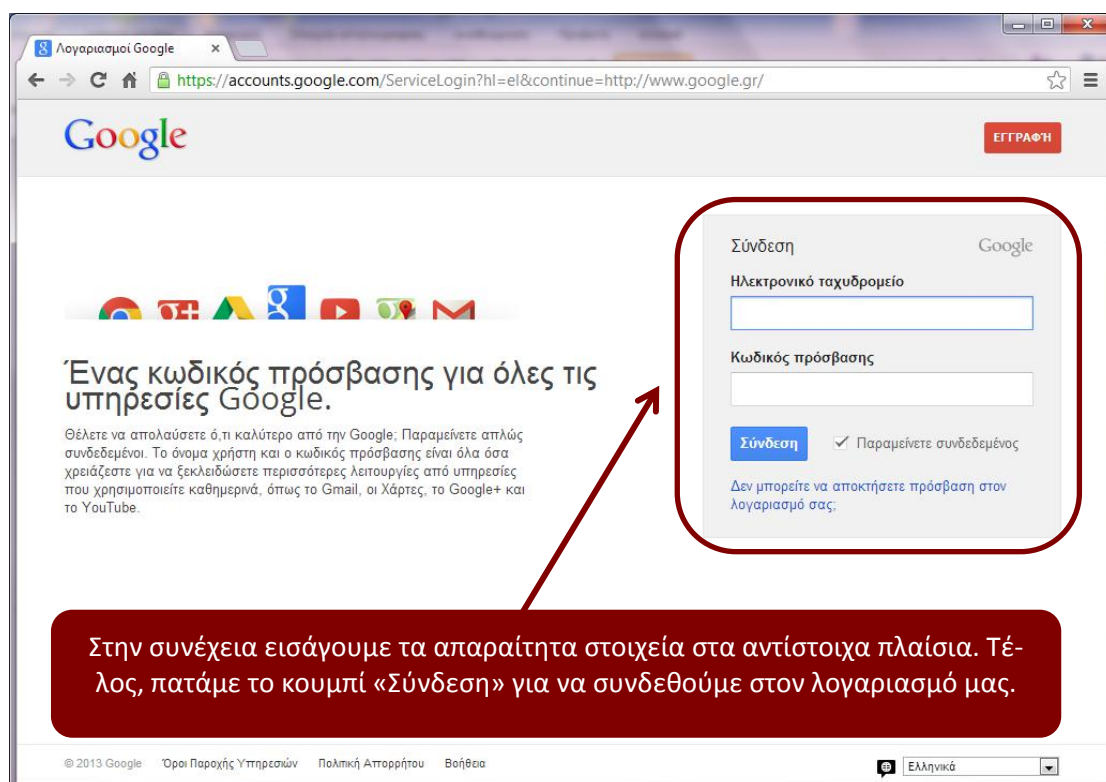 Λογαριασμοί Google
https://accounts.google.com/ServiceLogin?hl=el&continue=http://www.google.gr/
Google
ΕΓΓΡΑΦΉ
Σύνδεση Google
Ηλεκτρονικό ταχυδρομείο
Κωδικός πρόσβασης
Σύνδεση Παραμείνετε συνδεδεμένος
Δεν μπορείτε να αποκτήσετε πρόσβαση στον
λογαριασμό σας;
Ένας κωδικός πρόσβασης για όλες τις
υπηρεσίες Google.
Θέλετε να απολαύσετε ό,τι καλύτερο από την Google; Παραμείνετε απλώς
συνδεδεμένοι. Το όνομα χρήστη και ο κωδικός πρόσβασης είναι όλα όσα
χρειάζεστε για να ξεκλειδώσετε περισσότερες λειτουργίες από υπηρεσίες
που χρησιμοποιείτε καθημερινά, όπως το Gmail, οι Χάρτες, το Google+ και
το YouTube.
Στην συνέχεια εισάγουμε τα απαραίτητα στοιχεία στα αντίστοιχα πλαίσια. Τέ-
λος, πατάμε το κουμπί «Σύνδεση» για να συνδεθούμε στον λογαριασμό μας.
© 2013 Google Όροι Παροχής Υπηρεσιών Πολιτική Απορρήτου Βοήθεια
Ελληνικά